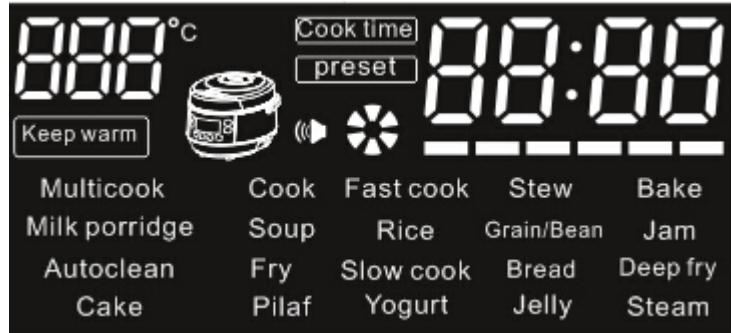 888°C Cook time 88:88
preset
Keep warm
Multicook Cook Fast cook Stew Bake
Milk porridge Soup Rice Grain/Bean Jam
Autoclean Fry Slow cook Bread Deep fry
Cake Pilaf Yogurt Jelly Steam